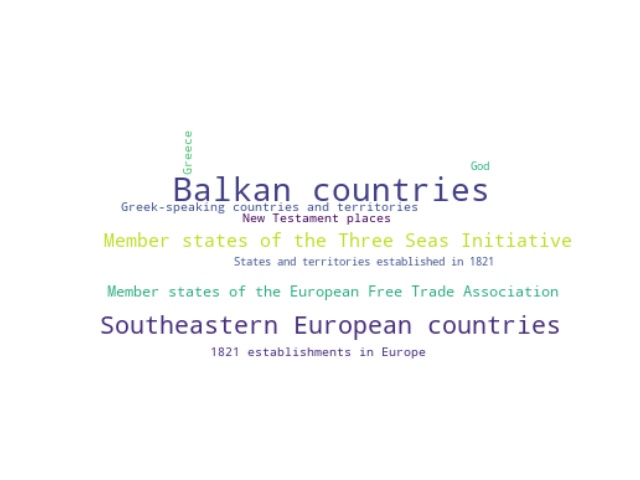 Greece
God
Balkan countries
Greek-speaking countries and territories
New Testament places
Member states of the Three Seas Initiative
States and territories established in 1821
Member states of the European Free Trade Association
Southeastern European countries
1821 establishments in Europe